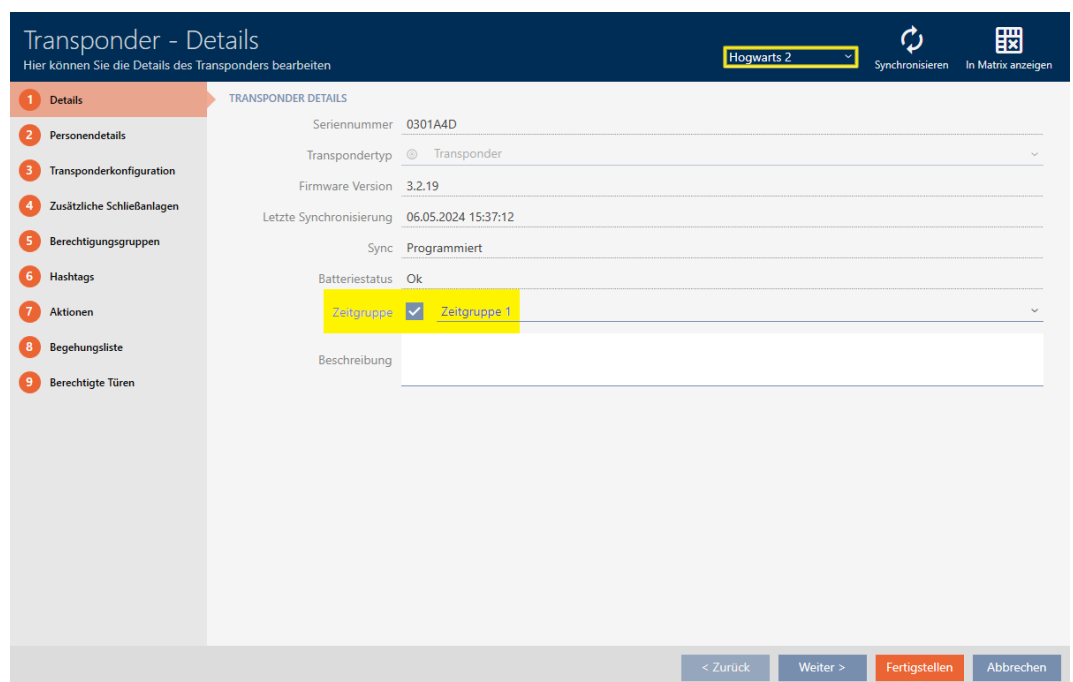 Transponder - Details
Hier können Sie die Details des Transponders bearbeiten
Hogwarts 2
Synchronisieren
In Matrix anzeigen
1 Details
2 Personendetails
3 Transponderkonfiguration
4 Zusätzliche Schließanlagen
5 Berechtigungsgruppen
6 Hashtags
7 Aktionen
8 Begehungsliste
9 Berechtigte Türen
TRANSPONDER DETAILS
Seriennummer 0301A4D
Transpondertyp Transponder
Firmware Version 3.2.19
Letzte Synchronisierung 06.05.2024 15:37:12
Sync Programmiert
Batteriestatus Ok
Zeitgruppe Zeitgruppe 1
Beschreibung
< Zurück Weiter > Fertigstellen Abbrechen